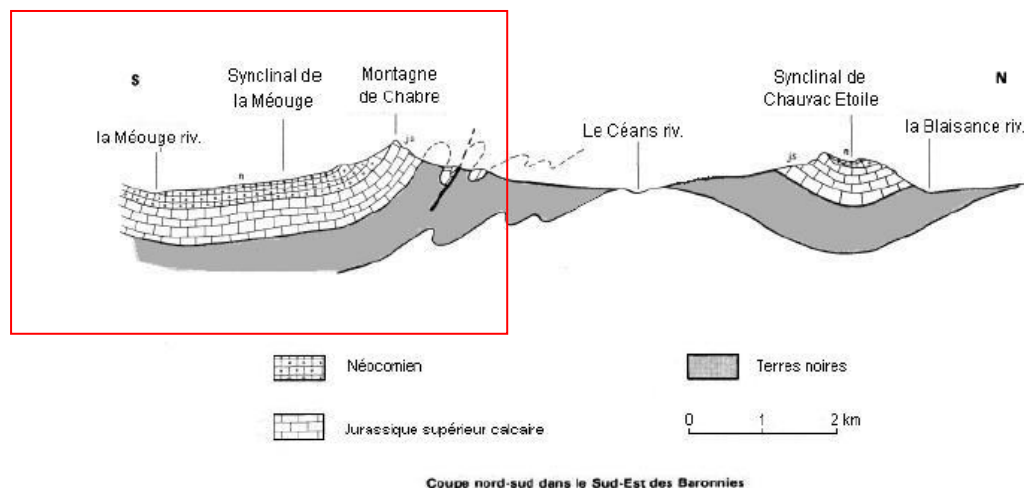 S
Synclinal de
la Méouge
Montagne
de Chabre
Synclinal de
Chauvac Etoile
N
la Méouge riv.
Le Céans riv.
la Blaisance riv.
js
n
js
n
Néocomien
Terres noires
Jurassique supérieur calcaire
0 1 2 km
Coupe nord-sud dans le Sud-Est des Baronnies